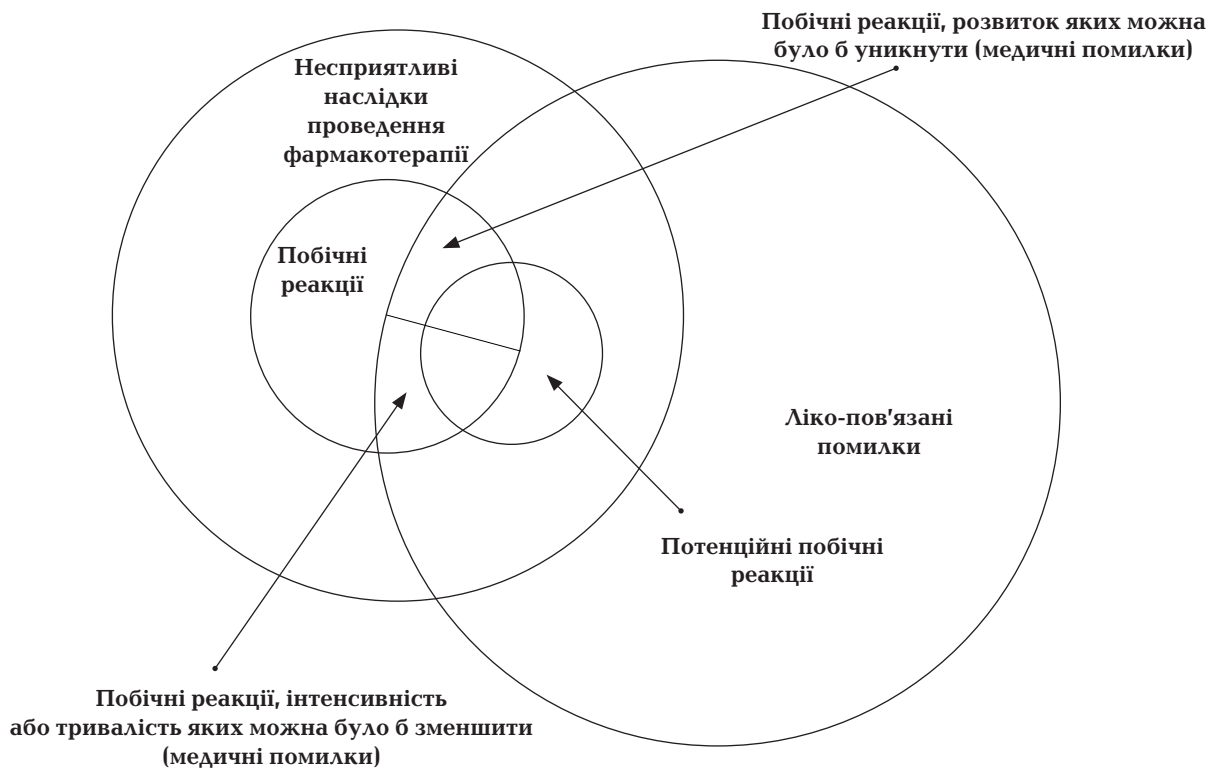 Побічні реакції, розвиток яких можна
було б уникнути (медичні помилки)
Несприятливі
наслідки
проведення
фармакотерапії
Побічні
реакції
Ліко-пов'язані
помилки
Потенційні побічні
реакції
Побічні реакції, інтенсивність
або тривалість яких можна було б зменшити
(медичні помилки)